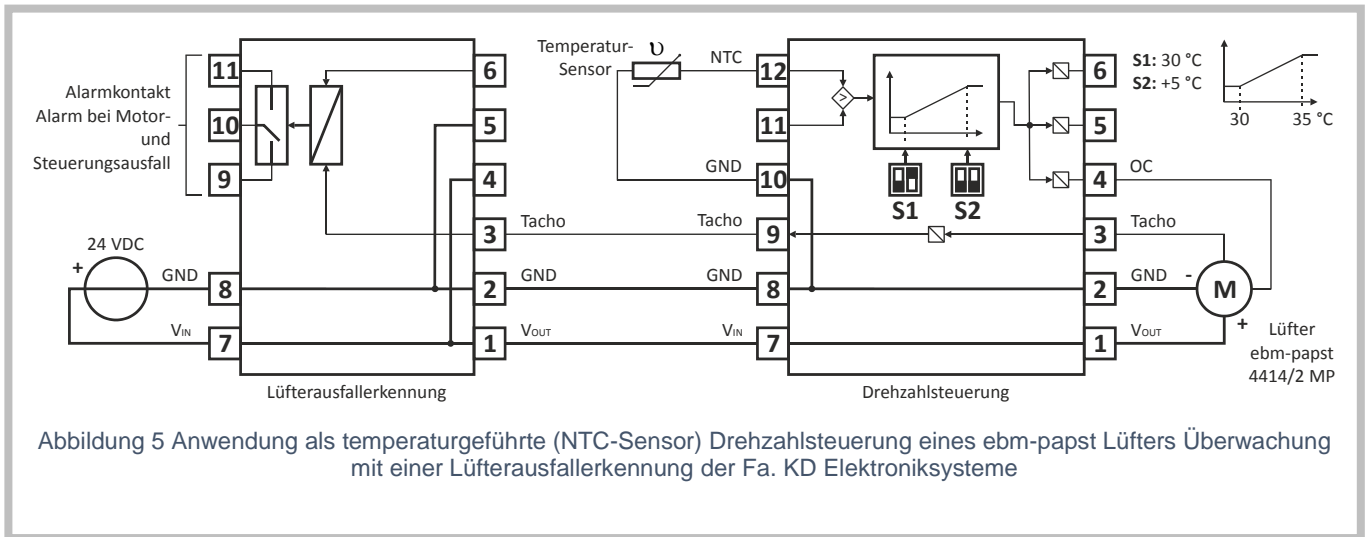 Alarmkontakt
Alarm bei Motor-
und
Steuerungsausfall
11
10
9
6
5
4
3
Tacho
24 VDC
+
GND
8
2
GND
VIN
7
1
VOUT
Lüfterausfallerkennung
Temperatur-
Sensor
υ
NTC
12
11
GND
10
Tacho
9
GND
8
VIN
7
>
S1
S2
6
5
4
OC
3
Tacho
2
GND
-
M
+
1
VOUT
Drehzahlsteuerung
S1: 30 °C
S2: +5 °C
30
35 °C
Lüfter
ebm-papst
4414/2 MP
Abbildung 5 Anwendung als temperaturgeführte (NTC-Sensor) Drehzahlsteuerung eines ebm-papst Lüfters Überwachung
mit einer Lüfterausfallerkennung der Fa. KD Elektroniksysteme